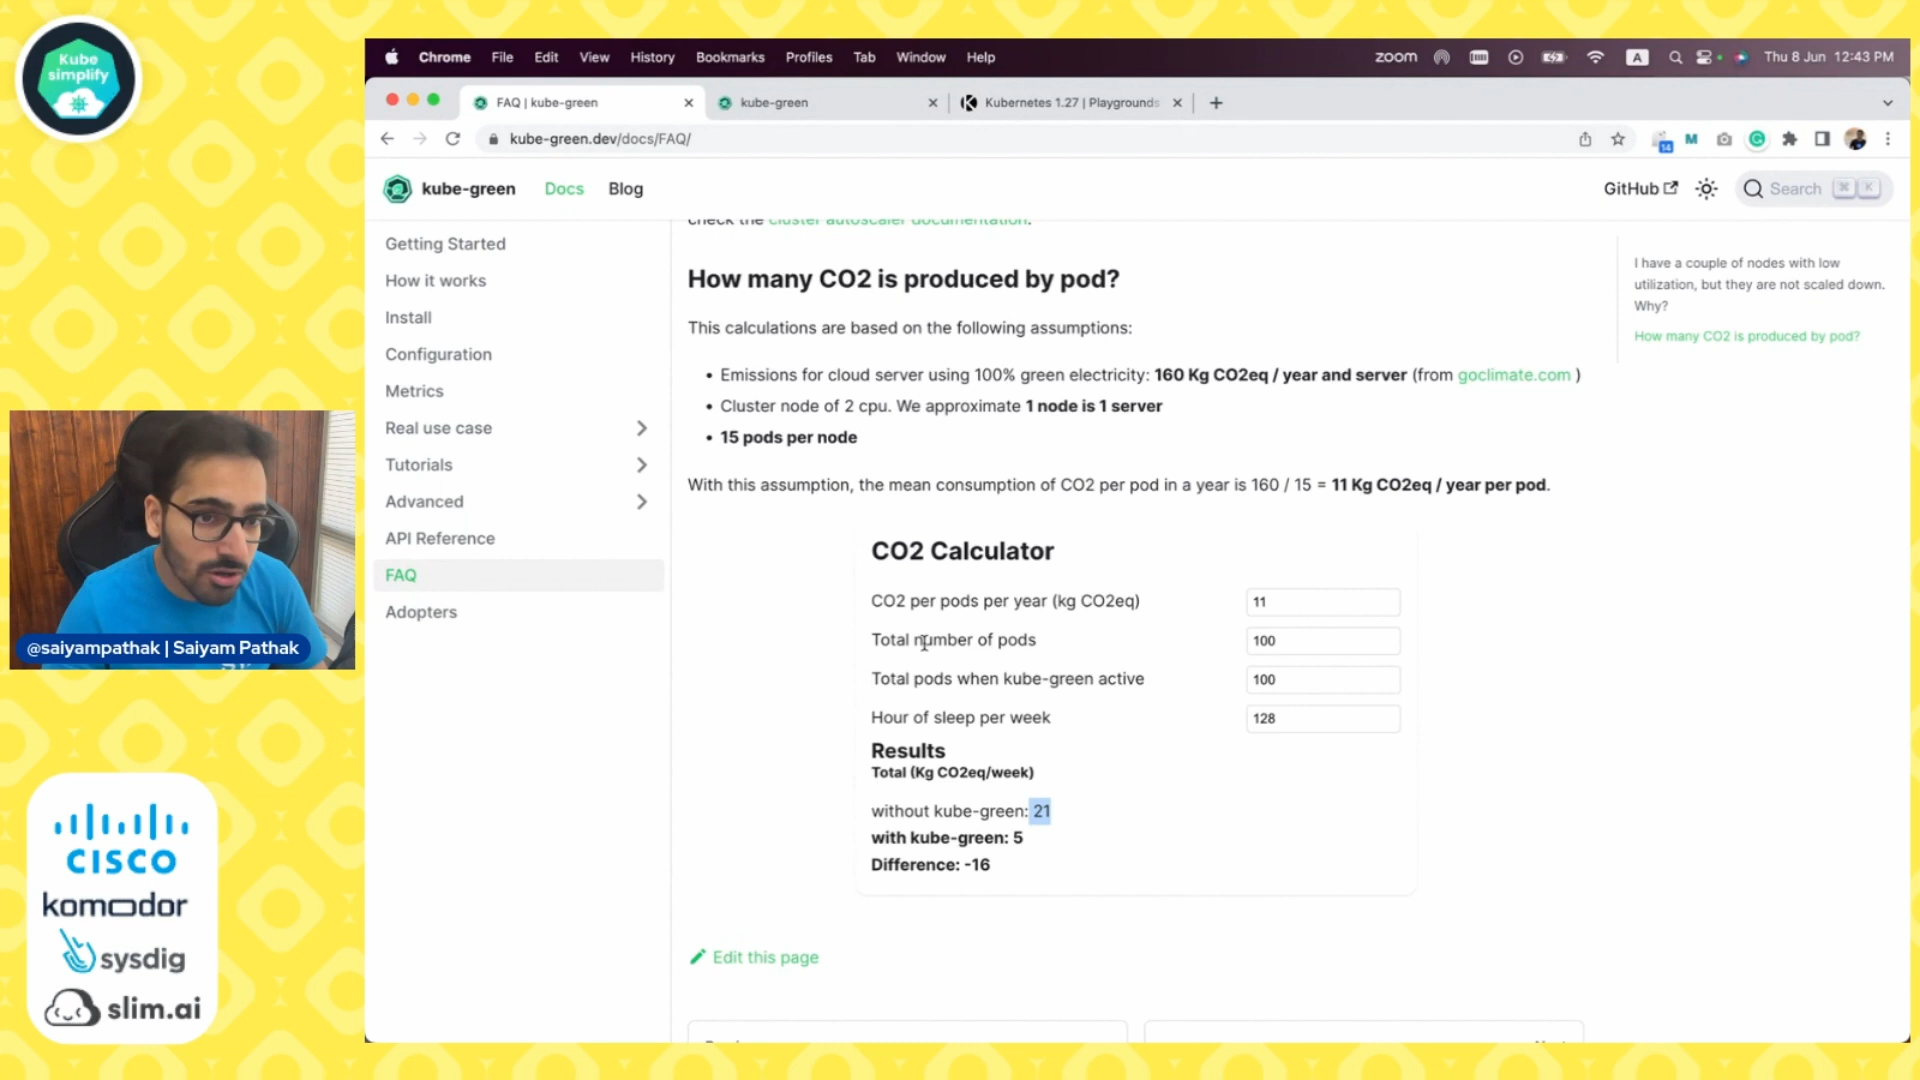 Kube
simplify
Chrome File Edit View History Bookmarks Profiles Tab Window Help
zoom A Thu 8 Jun 12:43 PM
FAQ | kube-green
kube-green
Kubernetes 1.27 | Playgrounds
kube-green.dev/docs/FAQ/
14
M
kube-green Docs Blog
GitHub Search ⌘ K
check the cluster autoscaler documentation.
Getting Started
How it works
Install
Configuration
Metrics
Real use case
Tutorials
Advanced
API Reference
FAQ
Adopters
How many CO2 is produced by pod?
This calculations are based on the following assumptions:
• Emissions for cloud server using 100% green electricity: 160 Kg CO2eq / year and server (from goclimate.com )
• Cluster node of 2 cpu. We approximate 1 node is 1 server
• 15 pods per node
With this assumption, the mean consumption of CO2 per pod in a year is 160 / 15 = 11 Kg CO2eq / year per pod.
CO2 Calculator
CO2 per pods per year (kg CO2eq) 11
Total number of pods 100
Total pods when kube-green active 100
Hour of sleep per week 128
Results
Total (Kg CO2eq/week)
without kube-green: 21
with kube-green: 5
Difference: -16
Edit this page
I have a couple of nodes with low
utilization, but they are not scaled down.
Why?
How many CO2 is produced by pod?
@saiyampathak | Saiyam Pathak
CISCO
komodor
sysdig
slim.ai